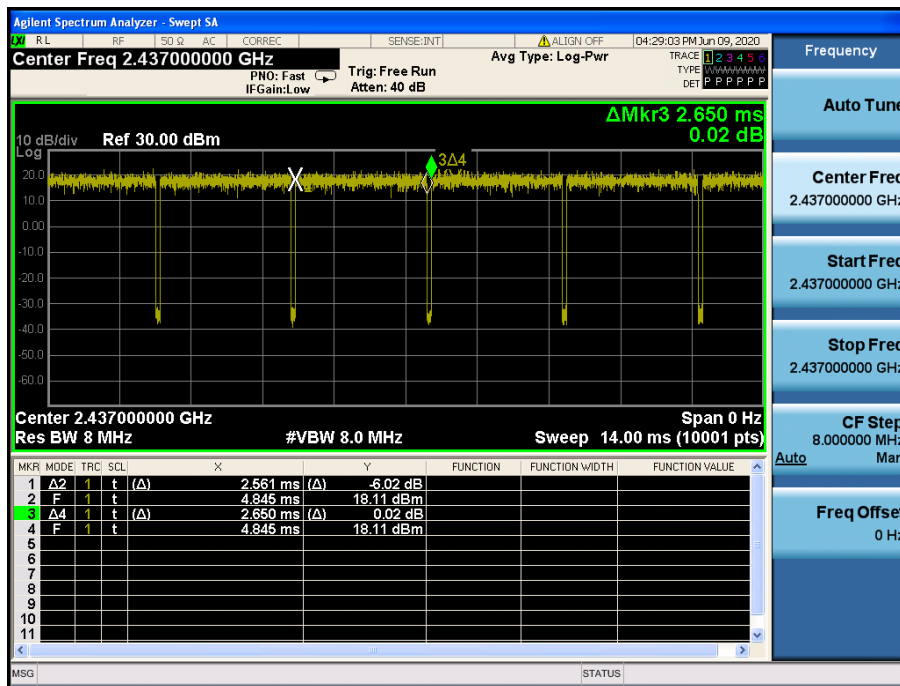 Agilent Spectrum Analyzer - Swept SA
LXI RL RF 50 Ω AC CORREC SENSE:INT ALIGN OFF 04:29:03 PM Jun 09, 2020
Center Freq 2.437000000 GHz
PNO: Fast
IFGain:Low
Trig: Free Run
Atten: 40 dB
Avg Type: Log-Pwr
TRACE 1 2 3 4 5 6
TYPE
DET P P P P P P
ΔMkr3 2.650 ms
0.02 dB
10 dB/div Ref 30.00 dBm
Log
20.0
10.0
0.00
-10.0
-20.0
-30.0
-40.0
-50.0
-60.0
3Δ4
X
Center 2.437000000 GHz Span 0 Hz
Res BW 8 MHz #VBW 8.0 MHz Sweep 14.00 ms (10001 pts)
MKR MODE TRC SCL X Y FUNCTION FUNCTION WIDTH FUNCTION VALUE
1 Δ2 1 t (Δ) 2.561 ms (Δ) -6.02 dB
2 F 1 t 4.845 ms 18.11 dBm
3 Δ4 1 t (Δ) 2.650 ms (Δ) 0.02 dB
4 F 1 t 4.845 ms 18.11 dBm
5
6
7
8
9
10
11
MSG STATUS
Frequency
Auto Tune
Center Freq
2.437000000 GHz
Start Freq
2.437000000 GHz
Stop Freq
2.437000000 GHz
CF Step
8.000000 MHz
Auto Man
Freq Offset
0 Hz